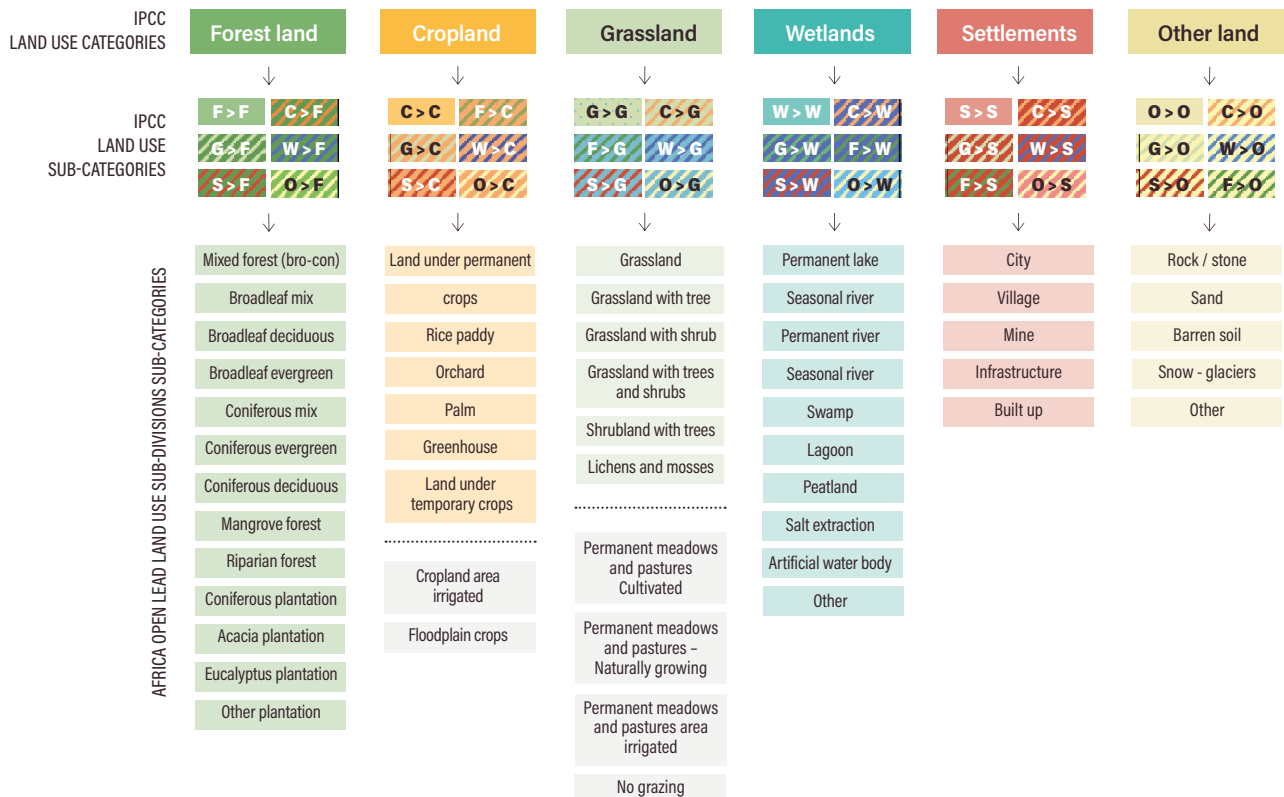 IPCC
LAND USE CATEGORIES
Forest land
Cropland
Grassland
Wetlands
Settlements
Other land
IPCC
LAND USE
SUB-CATEGORIES
F > F
C > F
G > F
W > F
S > F
O > F
C > C
F > C
G > C
W > C
S > C
O > C
G > G
C > G
F > G
W > G
S > G
O > G
W > W
C > W
G > W
F > W
S > W
O > W
S > S
C > S
G > S
W > S
F > S
O > S
O > O
C > O
G > O
W > O
S > O
F > O
AFRICA OPEN LEAD LAND USE SUB-DIVISIONS SUB-CATEGORIES
Mixed forest (bro-con)
Broadleaf mix
Broadleaf deciduous
Broadleaf evergreen
Coniferous mix
Coniferous evergreen
Coniferous deciduous
Mangrove forest
Riparian forest
Coniferous plantation
Acacia plantation
Eucalyptus plantation
Other plantation
Land under permanent
crops
Rice paddy
Orchard
Palm
Greenhouse
Land under
temporary crops
Cropland area
irrigated
Floodplain crops
Grassland
Grassland with tree
Grassland with shrub
Grassland with trees
and shrubs
Shrubland with trees
Lichens and mosses
Permanent meadows
and pastures
Cultivated
Permanent meadows
and pastures –
Naturally growing
Permanent meadows
and pastures area
irrigated
No grazing
Permanent lake
Seasonal river
Permanent river
Seasonal river
Swamp
Lagoon
Peatland
Salt extraction
Artificial water body
Other
City
Village
Mine
Infrastructure
Built up
Rock / stone
Sand
Barren soil
Snow - glaciers
Other